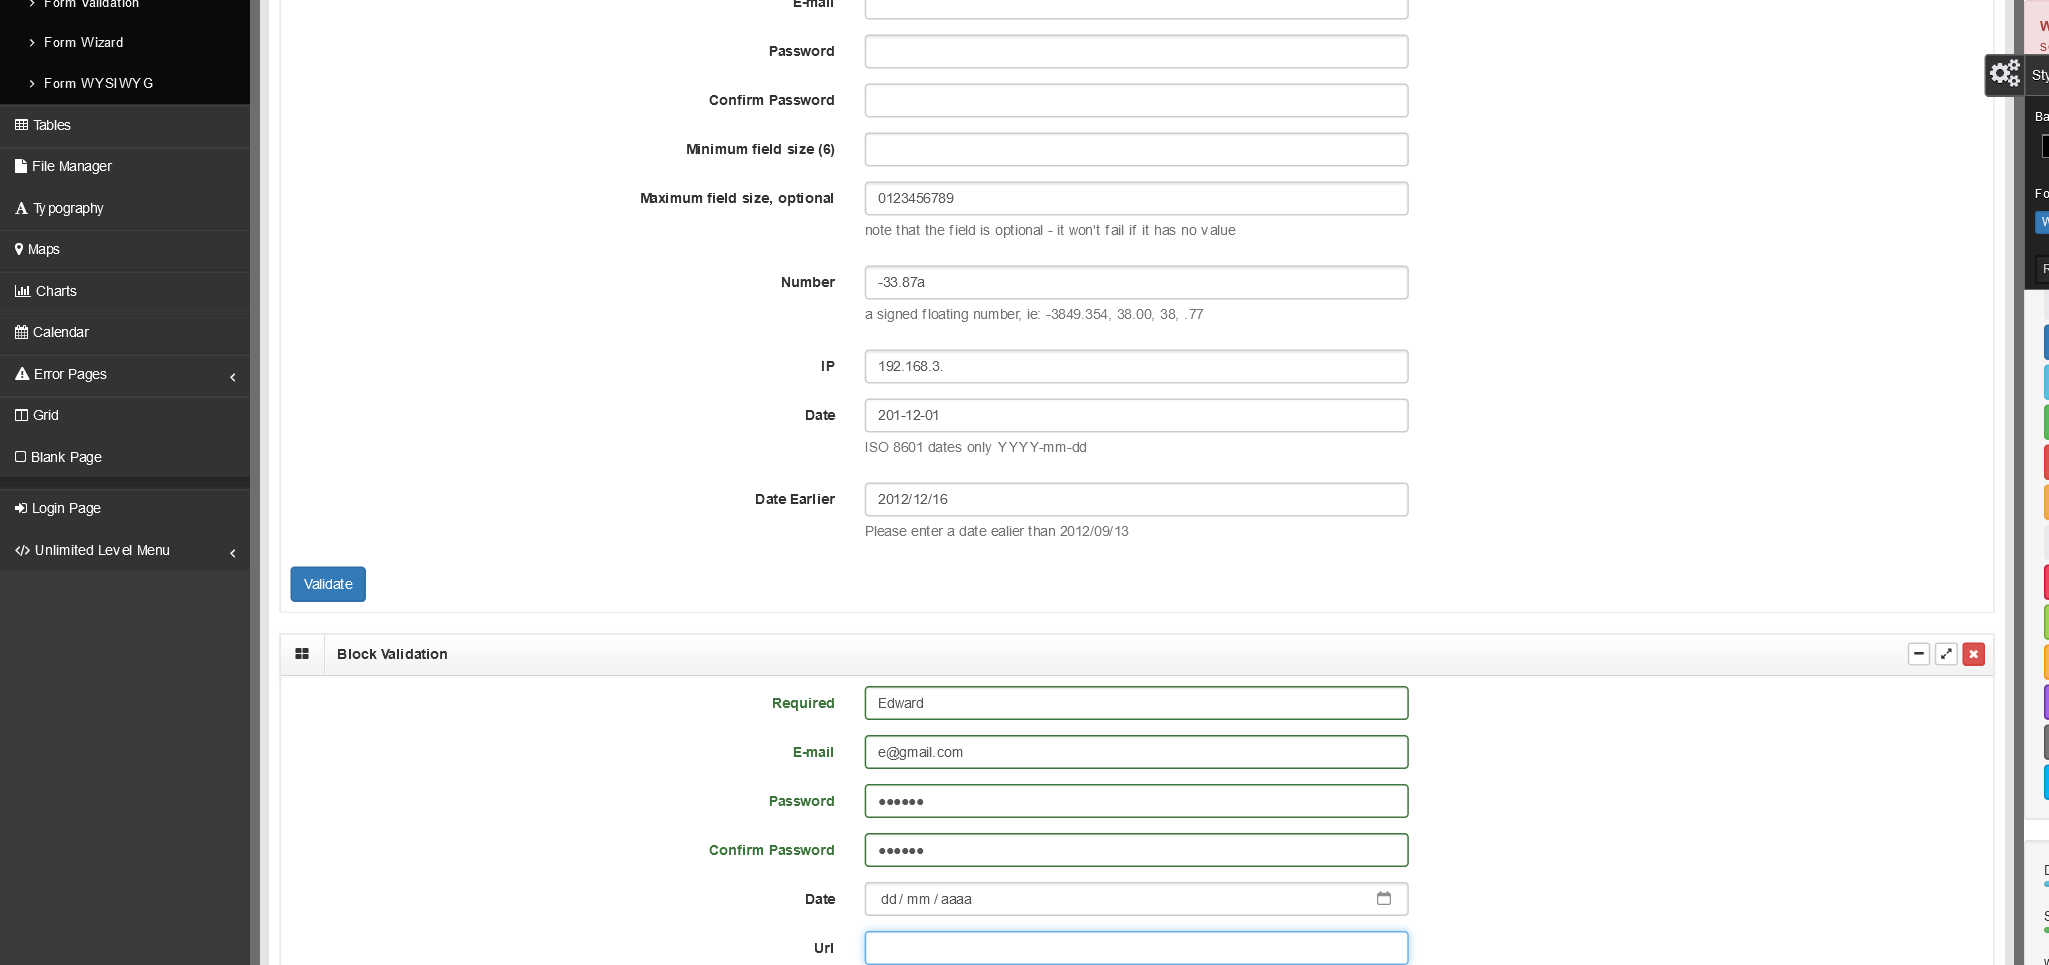 Form Validation
Form Wizard
Form WYSIWYG
Tables
File Manager
Typography
Maps
Charts
Calendar
Error Pages
Grid
Blank Page
Login Page
Unlimited Level Menu
E-mail
Password
Confirm Password
Minimum field size (6)
Maximum field size, optional
0123456789
note that the field is optional - it won't fail if it has no value
Number
-33.87a
a signed floating number, ie: -3849.354, 38.00, 38, .77
IP
192.168.3.
Date
201-12-01
ISO 8601 dates only YYYY-mm-dd
Date Earlier
2012/12/16
Please enter a date ealier than 2012/09/13
Validate
Block Validation
Required
Edward
E-mail
e@gmail.com
Password
••••••
Confirm Password
••••••
Date
dd / mm / aaaa
Url